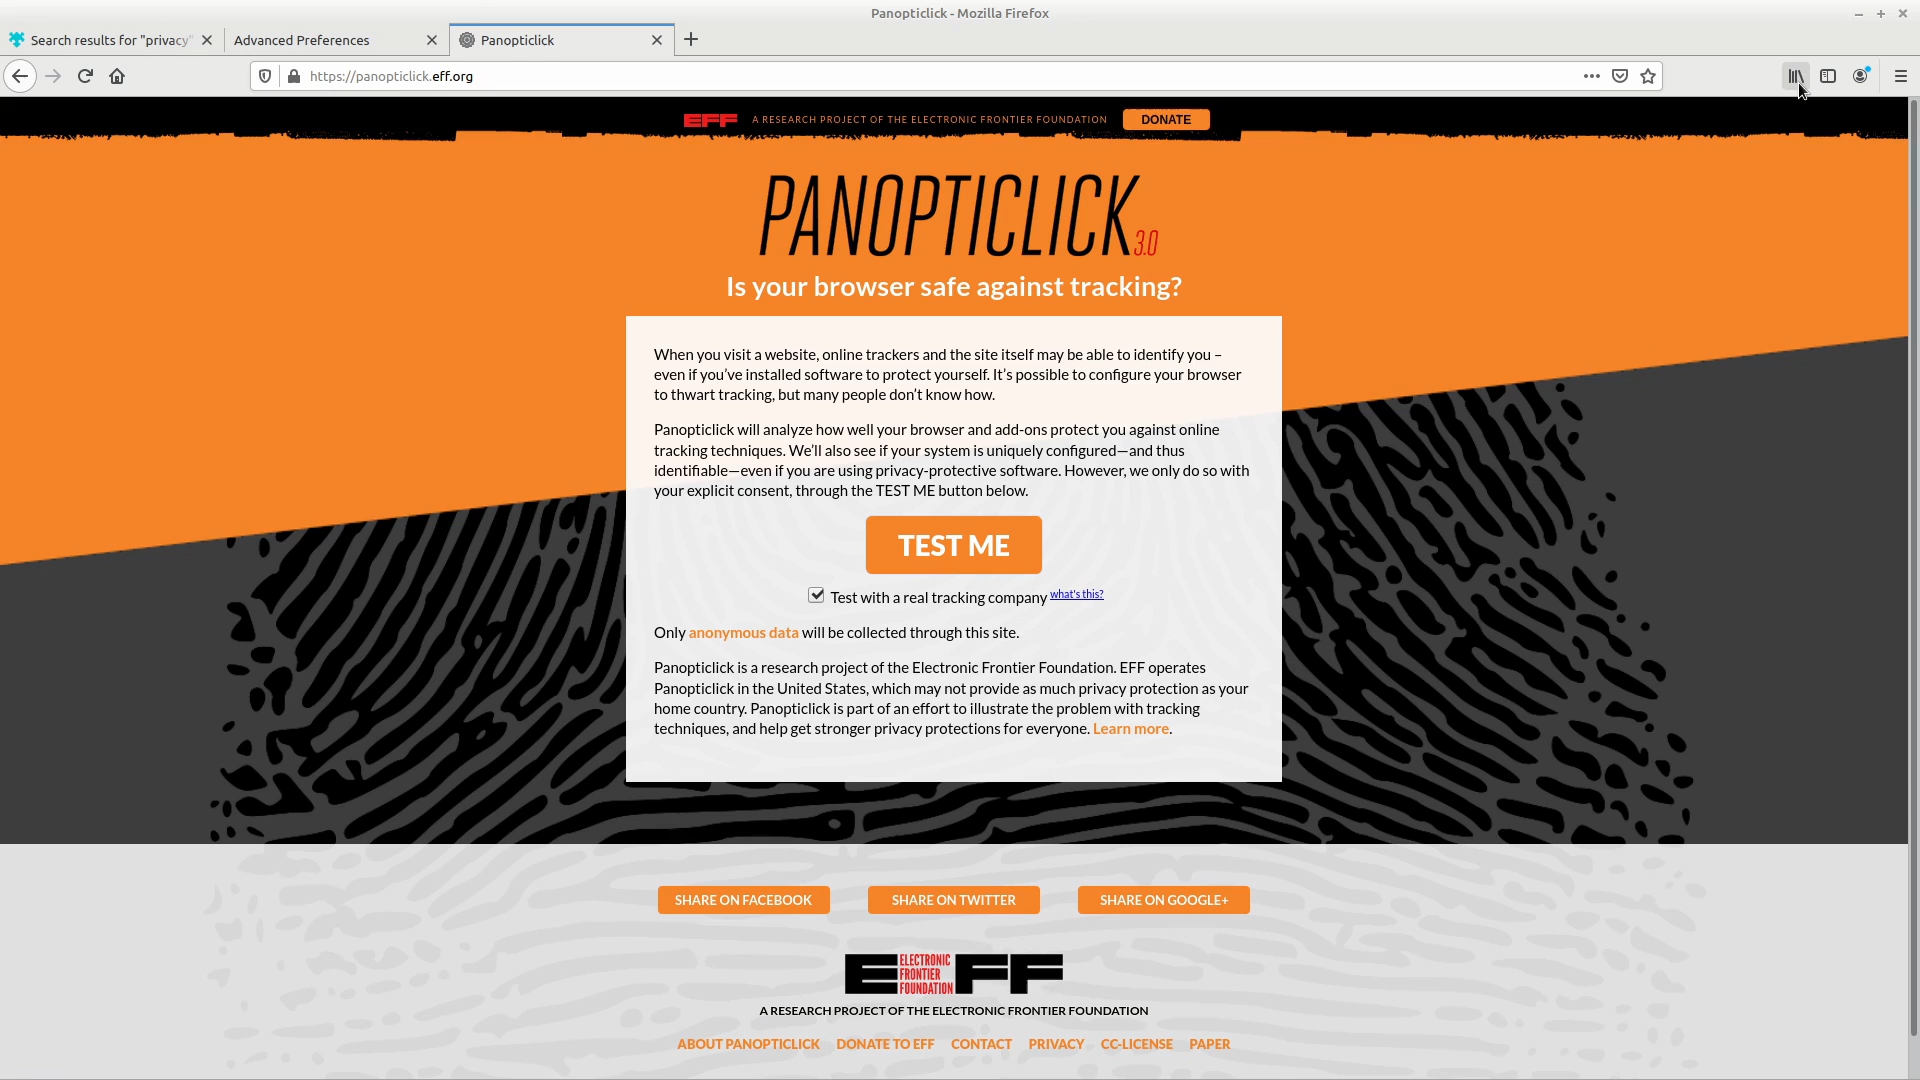 Panopticlick - Mozilla Firefox
Search results for "privacy"
Advanced Preferences
Panopticlick
https://panopticlick.eff.org
EFF
A RESEARCH PROJECT OF THE ELECTRONIC FRONTIER FOUNDATION
DONATE
PANOPTICLICK 3.0
Is your browser safe against tracking?
When you visit a website, online trackers and the site itself may be able to identify you –
even if you’ve installed software to protect yourself. It’s possible to configure your browser
to thwart tracking, but many people don’t know how.
Panopticlick will analyze how well your browser and add-ons protect you against online
tracking techniques. We’ll also see if your system is uniquely configured—and thus
identifiable—even if you are using privacy-protective software. However, we only do so with
your explicit consent, through the TEST ME button below.
TEST ME
Test with a real tracking company what's this?
Only anonymous data will be collected through this site.
Panopticlick is a research project of the Electronic Frontier Foundation. EFF operates
Panopticlick in the United States, which may not provide as much privacy protection as your
home country. Panopticlick is part of an effort to illustrate the problem with tracking
techniques, and help get stronger privacy protections for everyone. Learn more.
SHARE ON FACEBOOK
SHARE ON TWITTER
SHARE ON GOOGLE+
EFF
ELECTRONIC
FRONTIER
FOUNDATION
A RESEARCH PROJECT OF THE ELECTRONIC FRONTIER FOUNDATION
ABOUT PANOPTICLICK DONATE TO EFF CONTACT PRIVACY CC-LICENSE PAPER